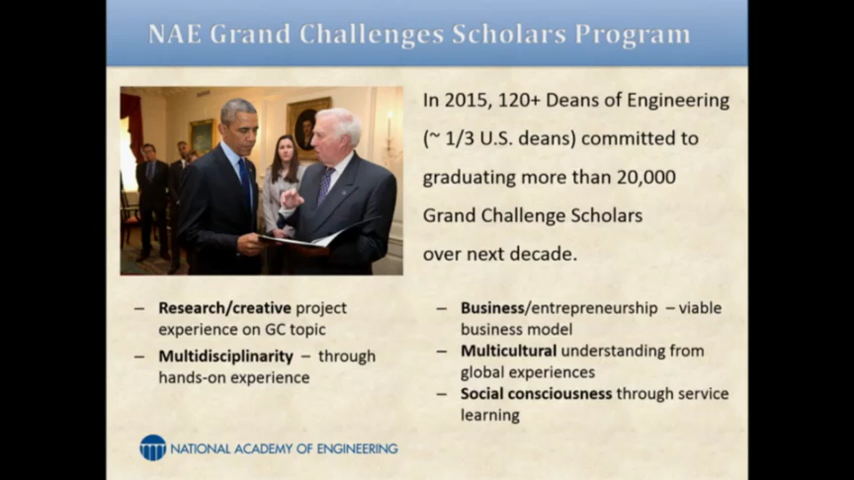 NAE Grand Challenges Scholars Program
In 2015, 120+ Deans of Engineering
(~ 1/3 U.S. deans) committed to
graduating more than 20,000
Grand Challenge Scholars
over next decade.
– Research/creative project
experience on GC topic
– Multidisciplinarity – through
hands-on experience
– Business/entrepreneurship – viable
business model
– Multicultural understanding from
global experiences
– Social consciousness through service
learning
NATIONAL ACADEMY OF ENGINEERING